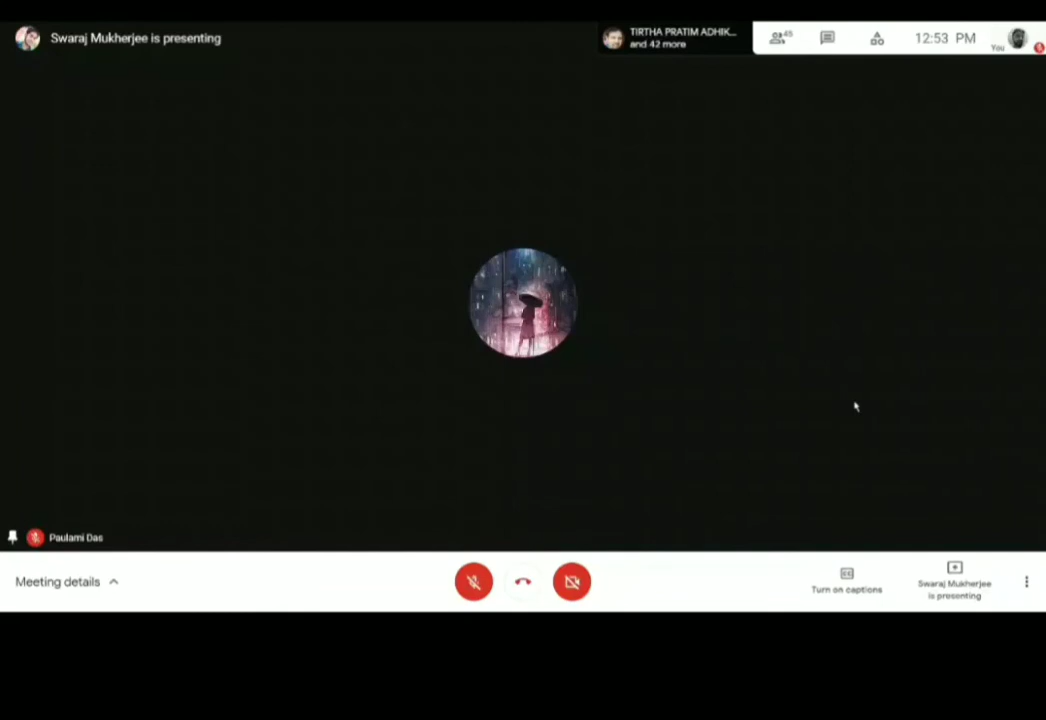 Swaraj Mukherjee is presenting
TIRTHA PRATIM ADHIK...
and 42 more
45
12:53 PM
You
Paulami Das
Meeting details
Turn on captions
Swaraj Mukherjee
is presenting